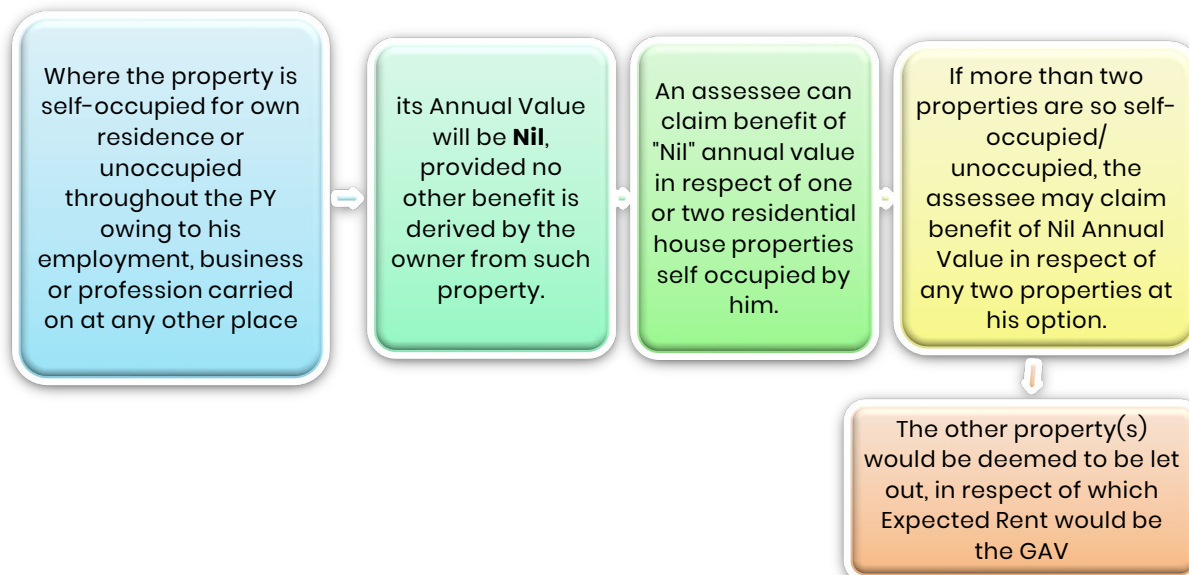 Where the property is
self-occupied for own
residence or
unoccupied
throughout the PY
owing to his
employment, business
or profession carried
on at any other place
its Annual Value
will be Nil,
provided no
other benefit is
derived by the
owner from such
property.
An assessee can
claim benefit of
"Nil" annual value
in respect of one
or two residential
house properties
self occupied by
him.
If more than two
properties are so self-
occupied/
unoccupied, the
assessee may claim
benefit of Nil Annual
Value in respect of
any two properties at
his option.
The other property(s)
would be deemed to be let
out, in respect of which
Expected Rent would be
the GAV